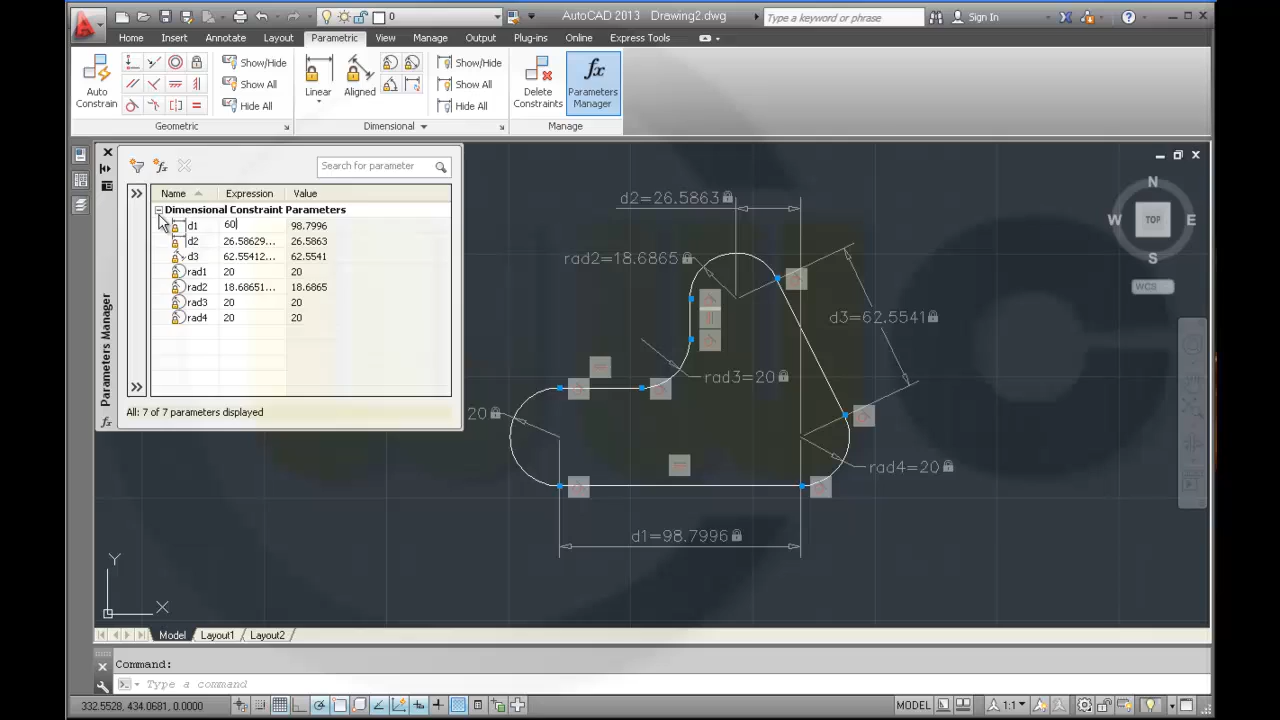 AutoCAD 2013 Drawing2.dwg
Type a keyword or phrase
Sign In
0
Home Insert Annotate Layout Parametric View Manage Output Plug-ins Online Express Tools
Auto Constrain
Show/Hide
Show All
Hide All
Geometric
Linear
Aligned
Show/Hide
Show All
Hide All
Dimensional
Delete Constraints
fx
Parameters Manager
Manage
Parameters Manager
fx
Search for parameter
Name Expression Value
Dimensional Constraint Parameters
d1 60 98.7996
d2 26.58629... 26.5863
d3 62.55412... 62.5541
rad1 20 20
rad2 18.68651... 18.6865
rad3 20 20
rad4 20 20
All: 7 of 7 parameters displayed
d2=26.5863
rad2=18.6865
d3=62.5541
rad3=20
20
rad4=20
d1=98.7996
N
W TOP E
S
WCS
Y
X
Model Layout1 Layout2
Command:
Type a command
332.5528, 434.0681, 0.0000
MODEL
1:1